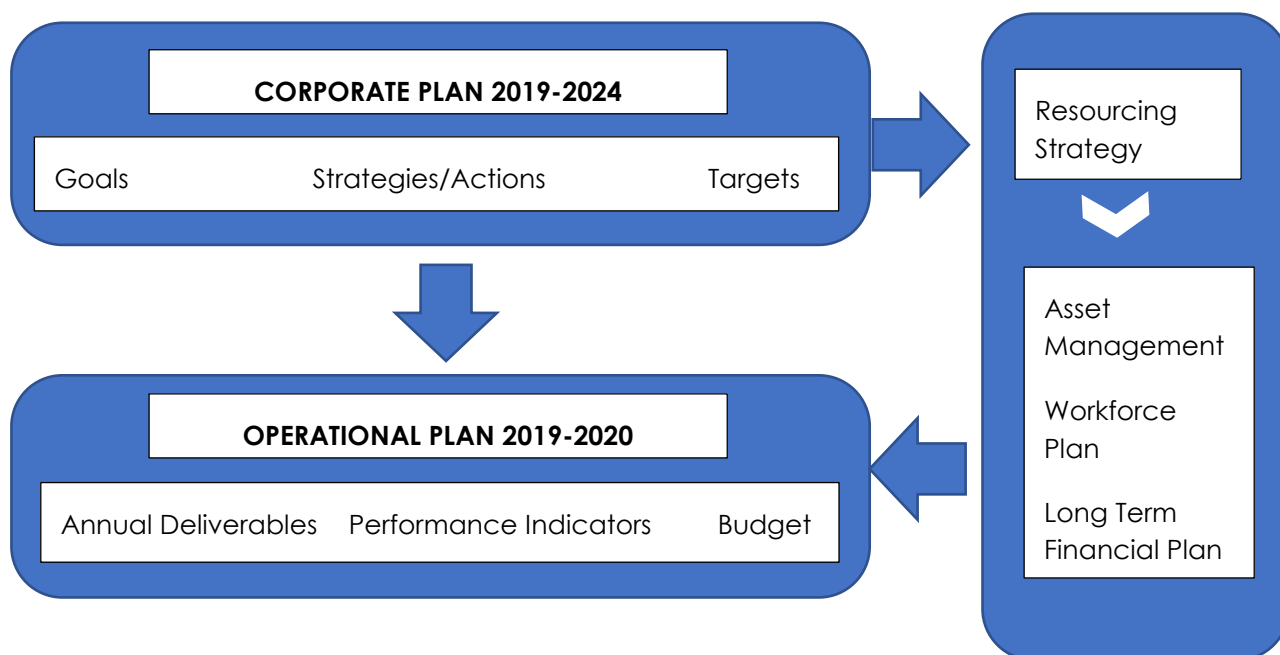 CORPORATE PLAN 2019-2024
Goals Strategies/Actions Targets
Resourcing
Strategy
Asset
Management
Workforce
Plan
Long Term
Financial Plan
OPERATIONAL PLAN 2019-2020
Annual Deliverables Performance Indicators Budget